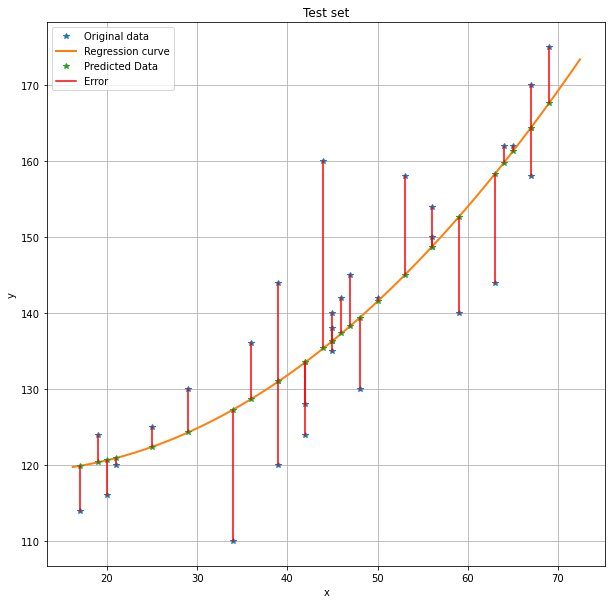 Test set
Original data
Regression curve
Predicted Data
Error
y
170
160
150
140
130
120
110
20 30 40 50 60 70
x